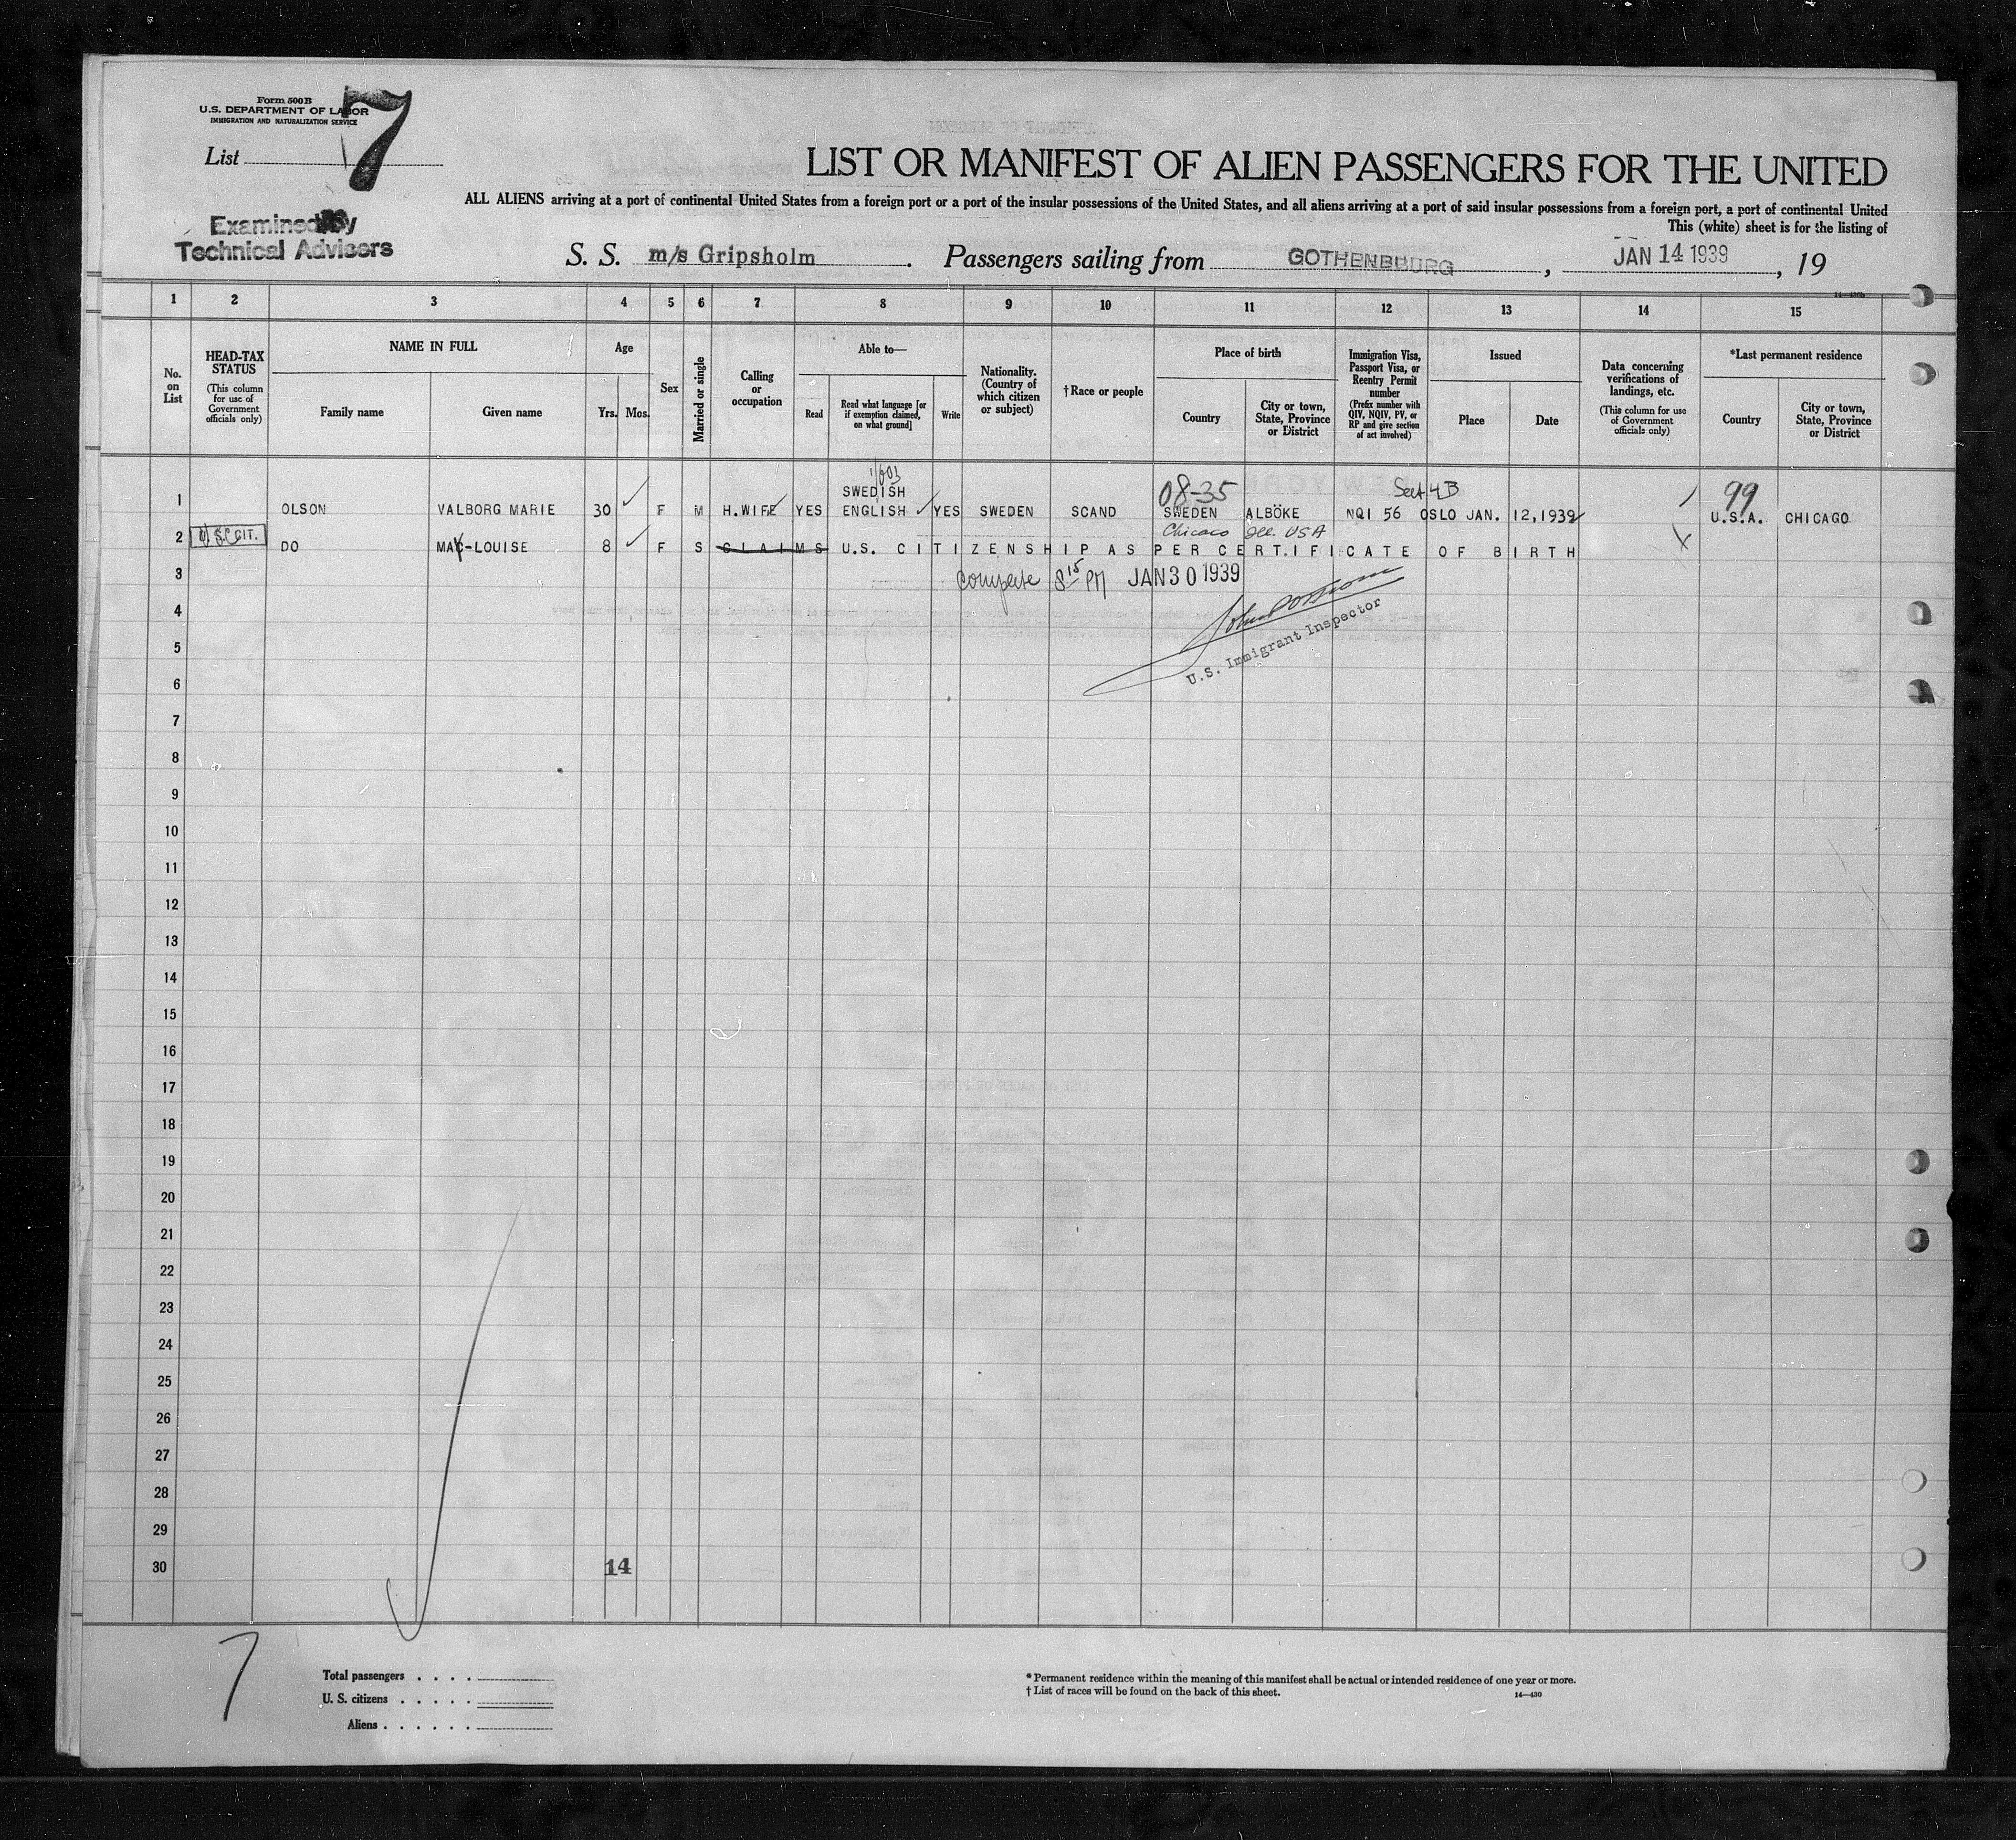 Form 500B
U.S. DEPARTMENT OF LABOR
IMMIGRATION AND NATURALIZATION SERVICE
List 7
LIST OR MANIFEST OF ALIEN PASSENGERS FOR THE UNITED
ALL ALIENS arriving at a port of continental United States from a foreign port or a port of the insular possessions of the United States, and all aliens arriving at a port of said insular possessions from a foreign port, a port of continental United
This (white) sheet is for the listing of
Examined By
Technical Advisers
S. S. m/s Gripsholm. Passengers sailing from GOTHENBUURG, JAN 14 1939, 19
14-430b
1 2 3 4 5 6 7 8 9 10 11 12 13 14 15
No. on List
HEAD-TAX STATUS
(This column for use of Government officials only)
NAME IN FULL
Family name
Given name
Age
Yrs. Mos.
Sex
Married or single
Calling or occupation
Able to—
Read
Read what language [or if exemption claimed, on what ground]
Write
Nationality. (Country of which citizen or subject)
†Race or people
Place of birth
Country
City or town, State, Province or District
Immigration Visa, Passport Visa, or Reentry Permit number
(Prefix number with QIV, NQIV, PV, or RP and give section of act involved)
Issued
Place
Date
Data concerning verifications of landings, etc.
(This column for use of Government officials only)
*Last permanent residence
Country
City or town, State, Province or District
1003
SWEDISH 08-35 Sect 4B 99
1 OLSON VALBORG MARIE 30 F M H.WIFE YES ENGLISH YES SWEDEN SCAND SWEDEN ALBÖKE NQI 56 OSLO JAN. 12,1939 U.S.A. CHICAGO
Chicago Ill. USA
2 U.S. CIT. DO MAY-LOUISE 8 F S CLAIMS U.S. CITIZENSHIP AS PER CERTIFICATE OF BIRTH
3 Complete 8 15 PM JAN 30 1939
4
U.S. Immigrant Inspector
5
6
7
8
9
10
11
12
13
14
15
16
17
18
19
20
21
22
23
24
25
26
27
28
29
30 14
7
Total passengers . . . .
U. S. citizens . . . . .
Aliens . . . . . .
* Permanent residence within the meaning of this manifest shall be actual or intended residence of one year or more.
† List of races will be found on the back of this sheet.
14—430